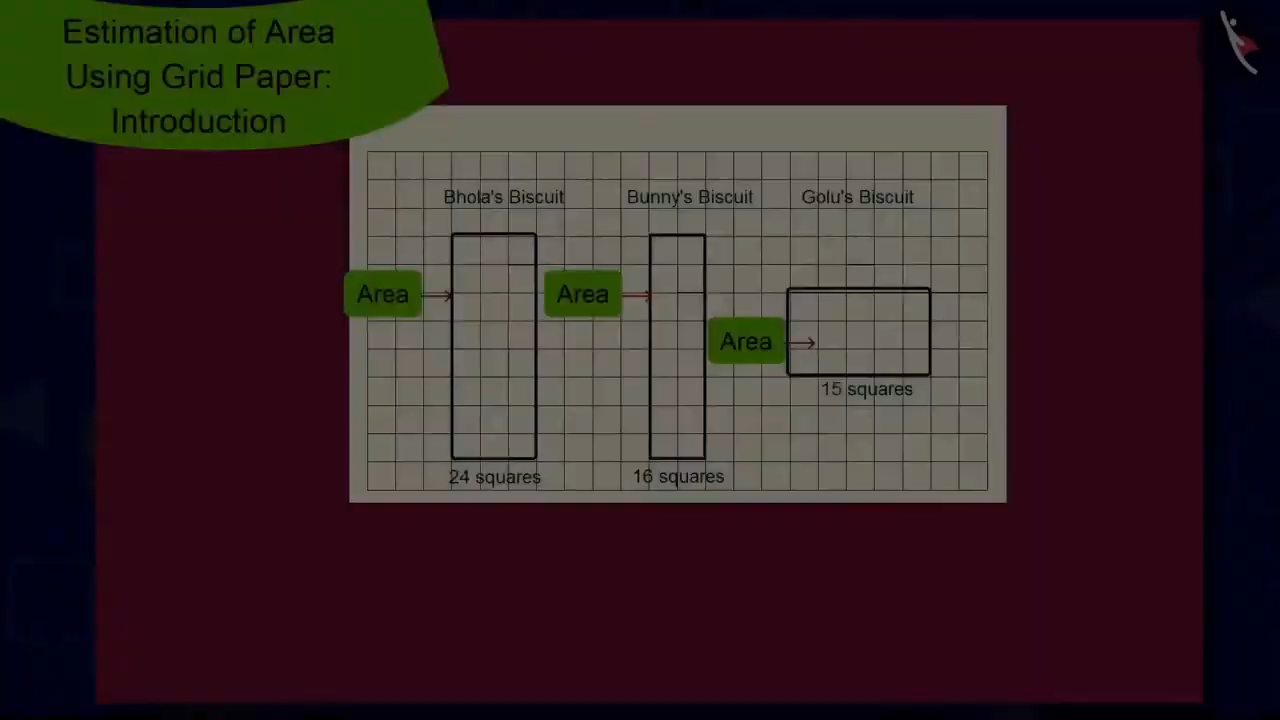 Estimation of Area
Using Grid Paper:
Introduction
Bhola's Biscuit
Bunny's Biscuit
Golu's Biscuit
Area
Area
Area
15 squares
24 squares
16 squares